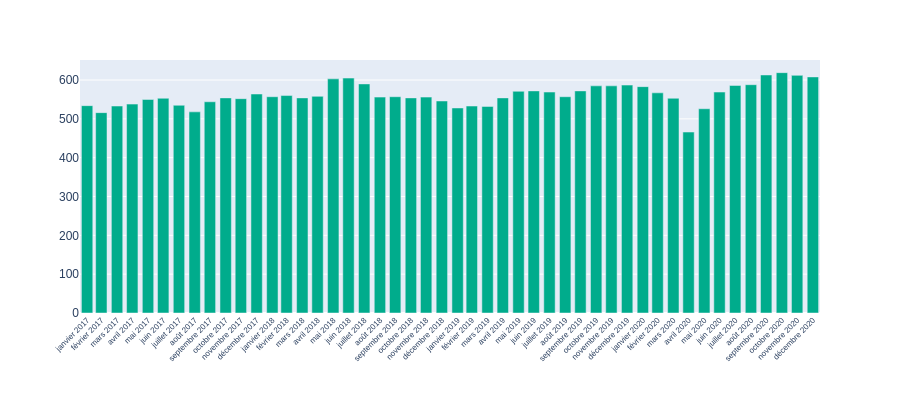 600
500
400
300
200
100
0
janvier 2017
février 2017
mars 2017
avril 2017
mai 2017
juin 2017
juillet 2017
août 2017
septembre 2017
octobre 2017
novembre 2017
décembre 2017
janvier 2018
février 2018
mars 2018
avril 2018
mai 2018
juin 2018
juillet 2018
août 2018
septembre 2018
octobre 2018
novembre 2018
décembre 2018
janvier 2019
février 2019
mars 2019
avril 2019
mai 2019
juin 2019
juillet 2019
août 2019
septembre 2019
octobre 2019
novembre 2019
décembre 2019
janvier 2020
février 2020
mars 2020
avril 2020
mai 2020
juin 2020
juillet 2020
août 2020
septembre 2020
octobre 2020
novembre 2020
décembre 2020